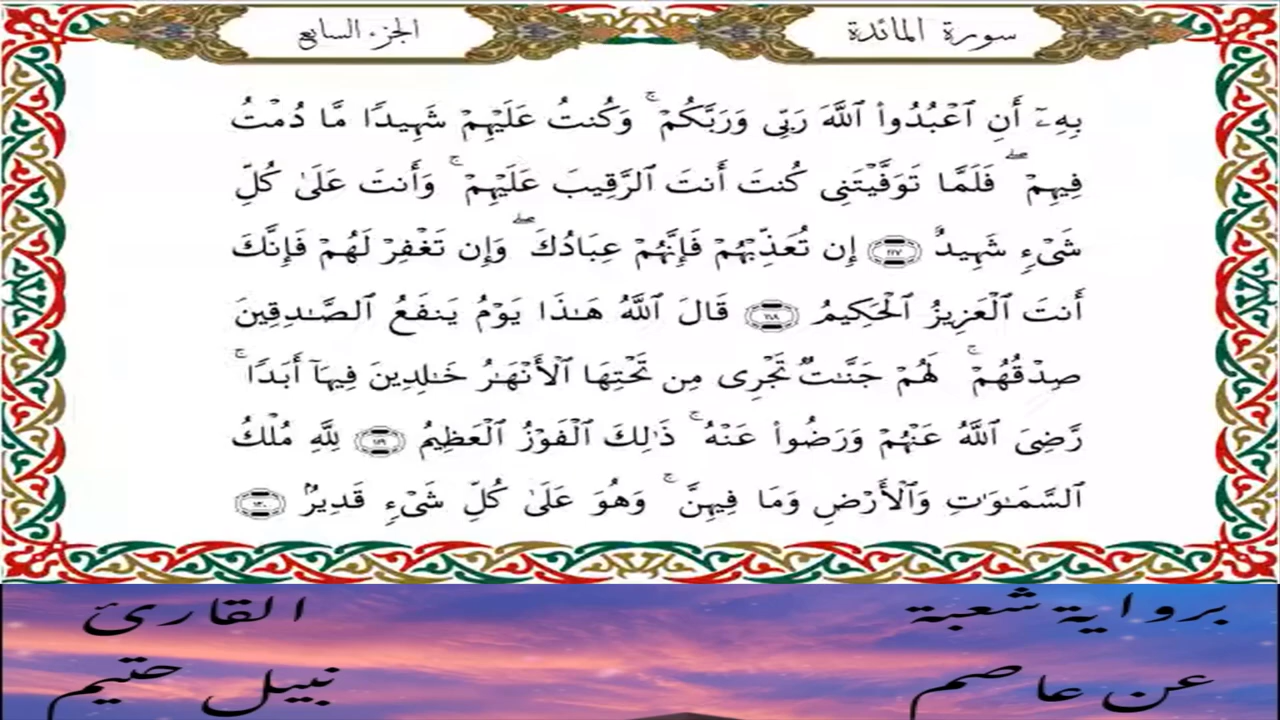 سورة المائدة
الجزء السابع
بِهِۦٓ أَنِ ٱعْبُدُوا۟ ٱللَّهَ رَبِّى وَرَبَّكُمْ ۚ وَكُنتُ عَلَيْهِمْ شَهِيدًا مَّا دُمْتُ
فِيهِمْ ۖ فَلَمَّا تَوَفَّيْتَنِى كُنتَ أَنتَ ٱلرَّقِيبَ عَلَيْهِمْ ۚ وَأَنتَ عَلَىٰ كُلِّ
شَىْءٍ شَهِيدٌ ١١٧ إِن تُعَذِّبْهُمْ فَإِنَّهُمْ عِبَادُكَ ۖ وَإِن تَغْفِرْ لَهُمْ فَإِنَّكَ
أَنتَ ٱلْعَزِيزُ ٱلْحَكِيمُ ١١٨ قَالَ ٱللَّهُ هَـٰذَا يَوْمُ يَنفَعُ ٱلصَّـٰدِقِينَ
صِدْقُهُمْ ۚ لَهُمْ جَنَّـٰتٌ تَجْرِى مِن تَحْتِهَا ٱلْأَنْهَـٰرُ خَـٰلِدِينَ فِيهَآ أَبَدًا ۚ
رَّضِىَ ٱللَّهُ عَنْهُمْ وَرَضُوا۟ عَنْهُ ۚ ذَٰلِكَ ٱلْفَوْزُ ٱلْعَظِيمُ ١١٩ لِلَّهِ مُلْكُ
ٱلسَّمَـٰوَٰتِ وَٱلْأَرْضِ وَمَا فِيهِنَّ ۚ وَهُوَ عَلَىٰ كُلِّ شَىْءٍ قَدِيرٌۢ ١٢٠
برواية شعبة
عن عاصم
القارئ
نبيل حتيم